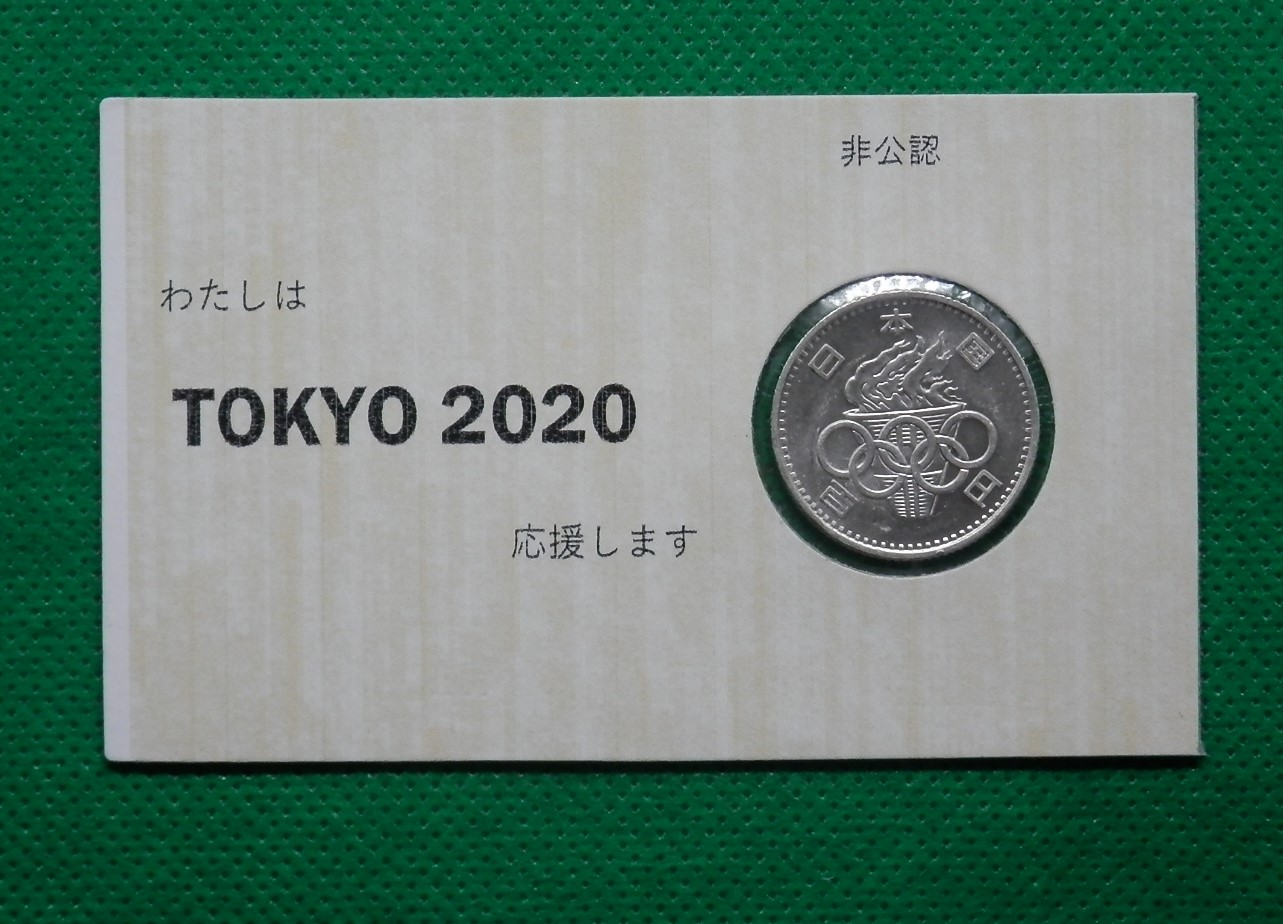 非公認
わたしは
TOKYO 2020
応援します
日本国
百円